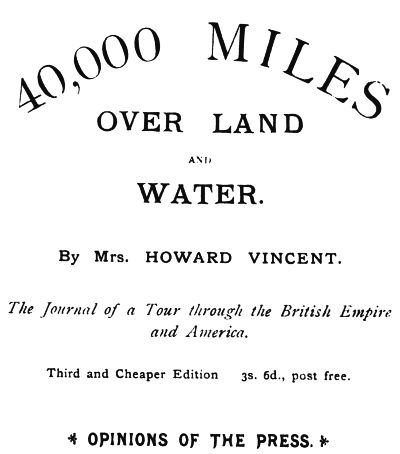 40,000 MILES
OVER LAND
AND
WATER.
By Mrs. HOWARD VINCENT.
The Journal of a Tour through the British Empire
and America.
Third and Cheaper Edition 3s. 6d., post free.
* OPINIONS OF THE PRESS. *